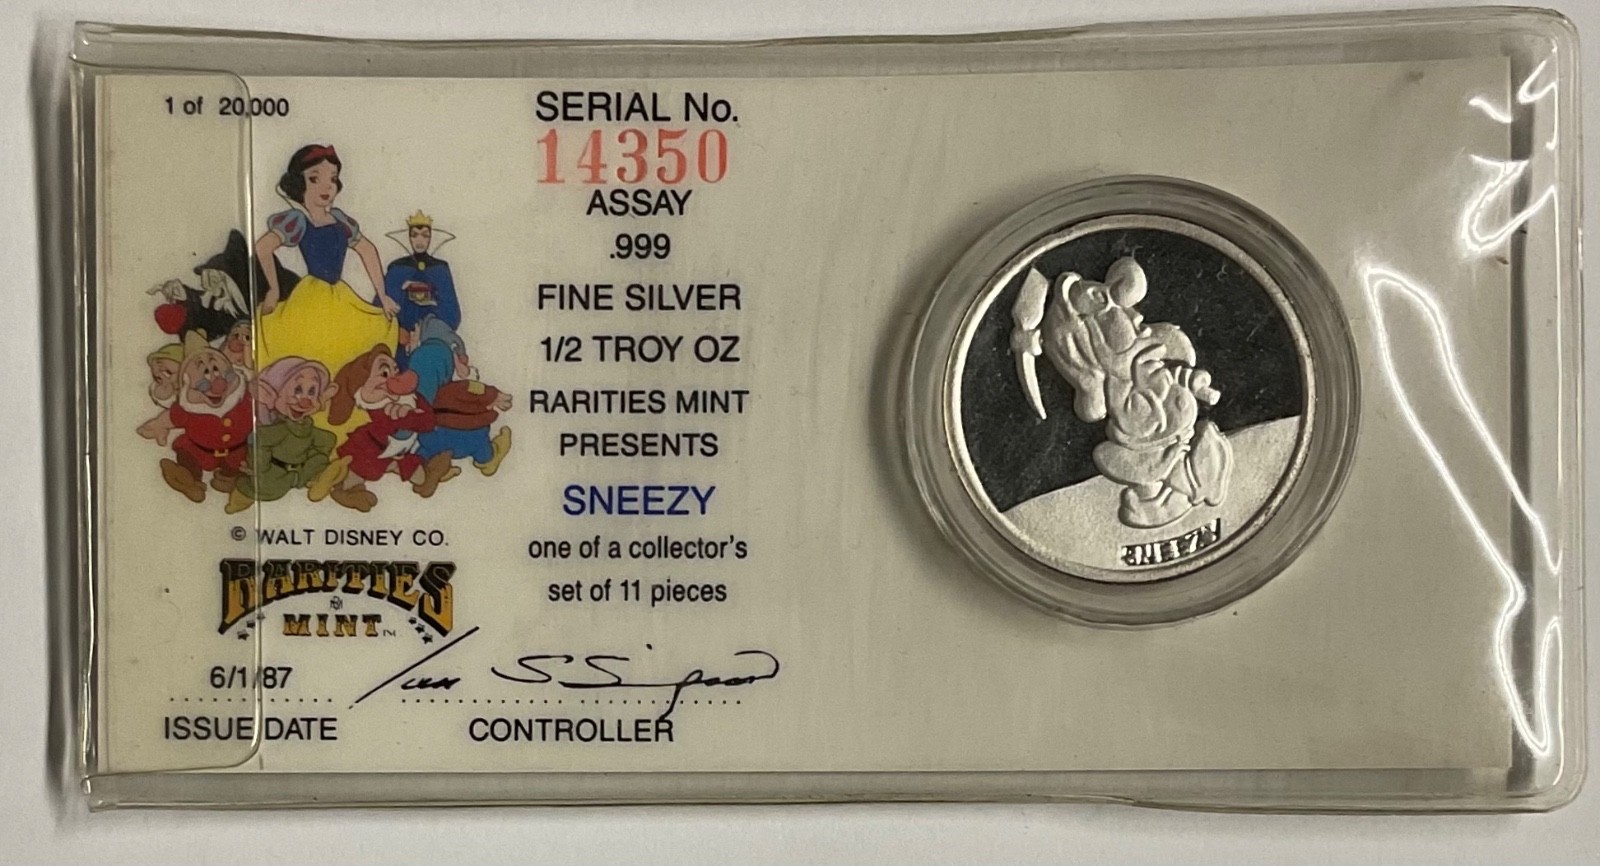 1 of 20,000
SERIAL No.
14350
ASSAY
.999
FINE SILVER
1/2 TROY OZ
RARITIES MINT
PRESENTS
SNEEZY
one of a collector's
set of 11 pieces
© WALT DISNEY CO.
RARITIES
MINT
6/1/87
ISSUE DATE
CONTROLLER
SNEEZY